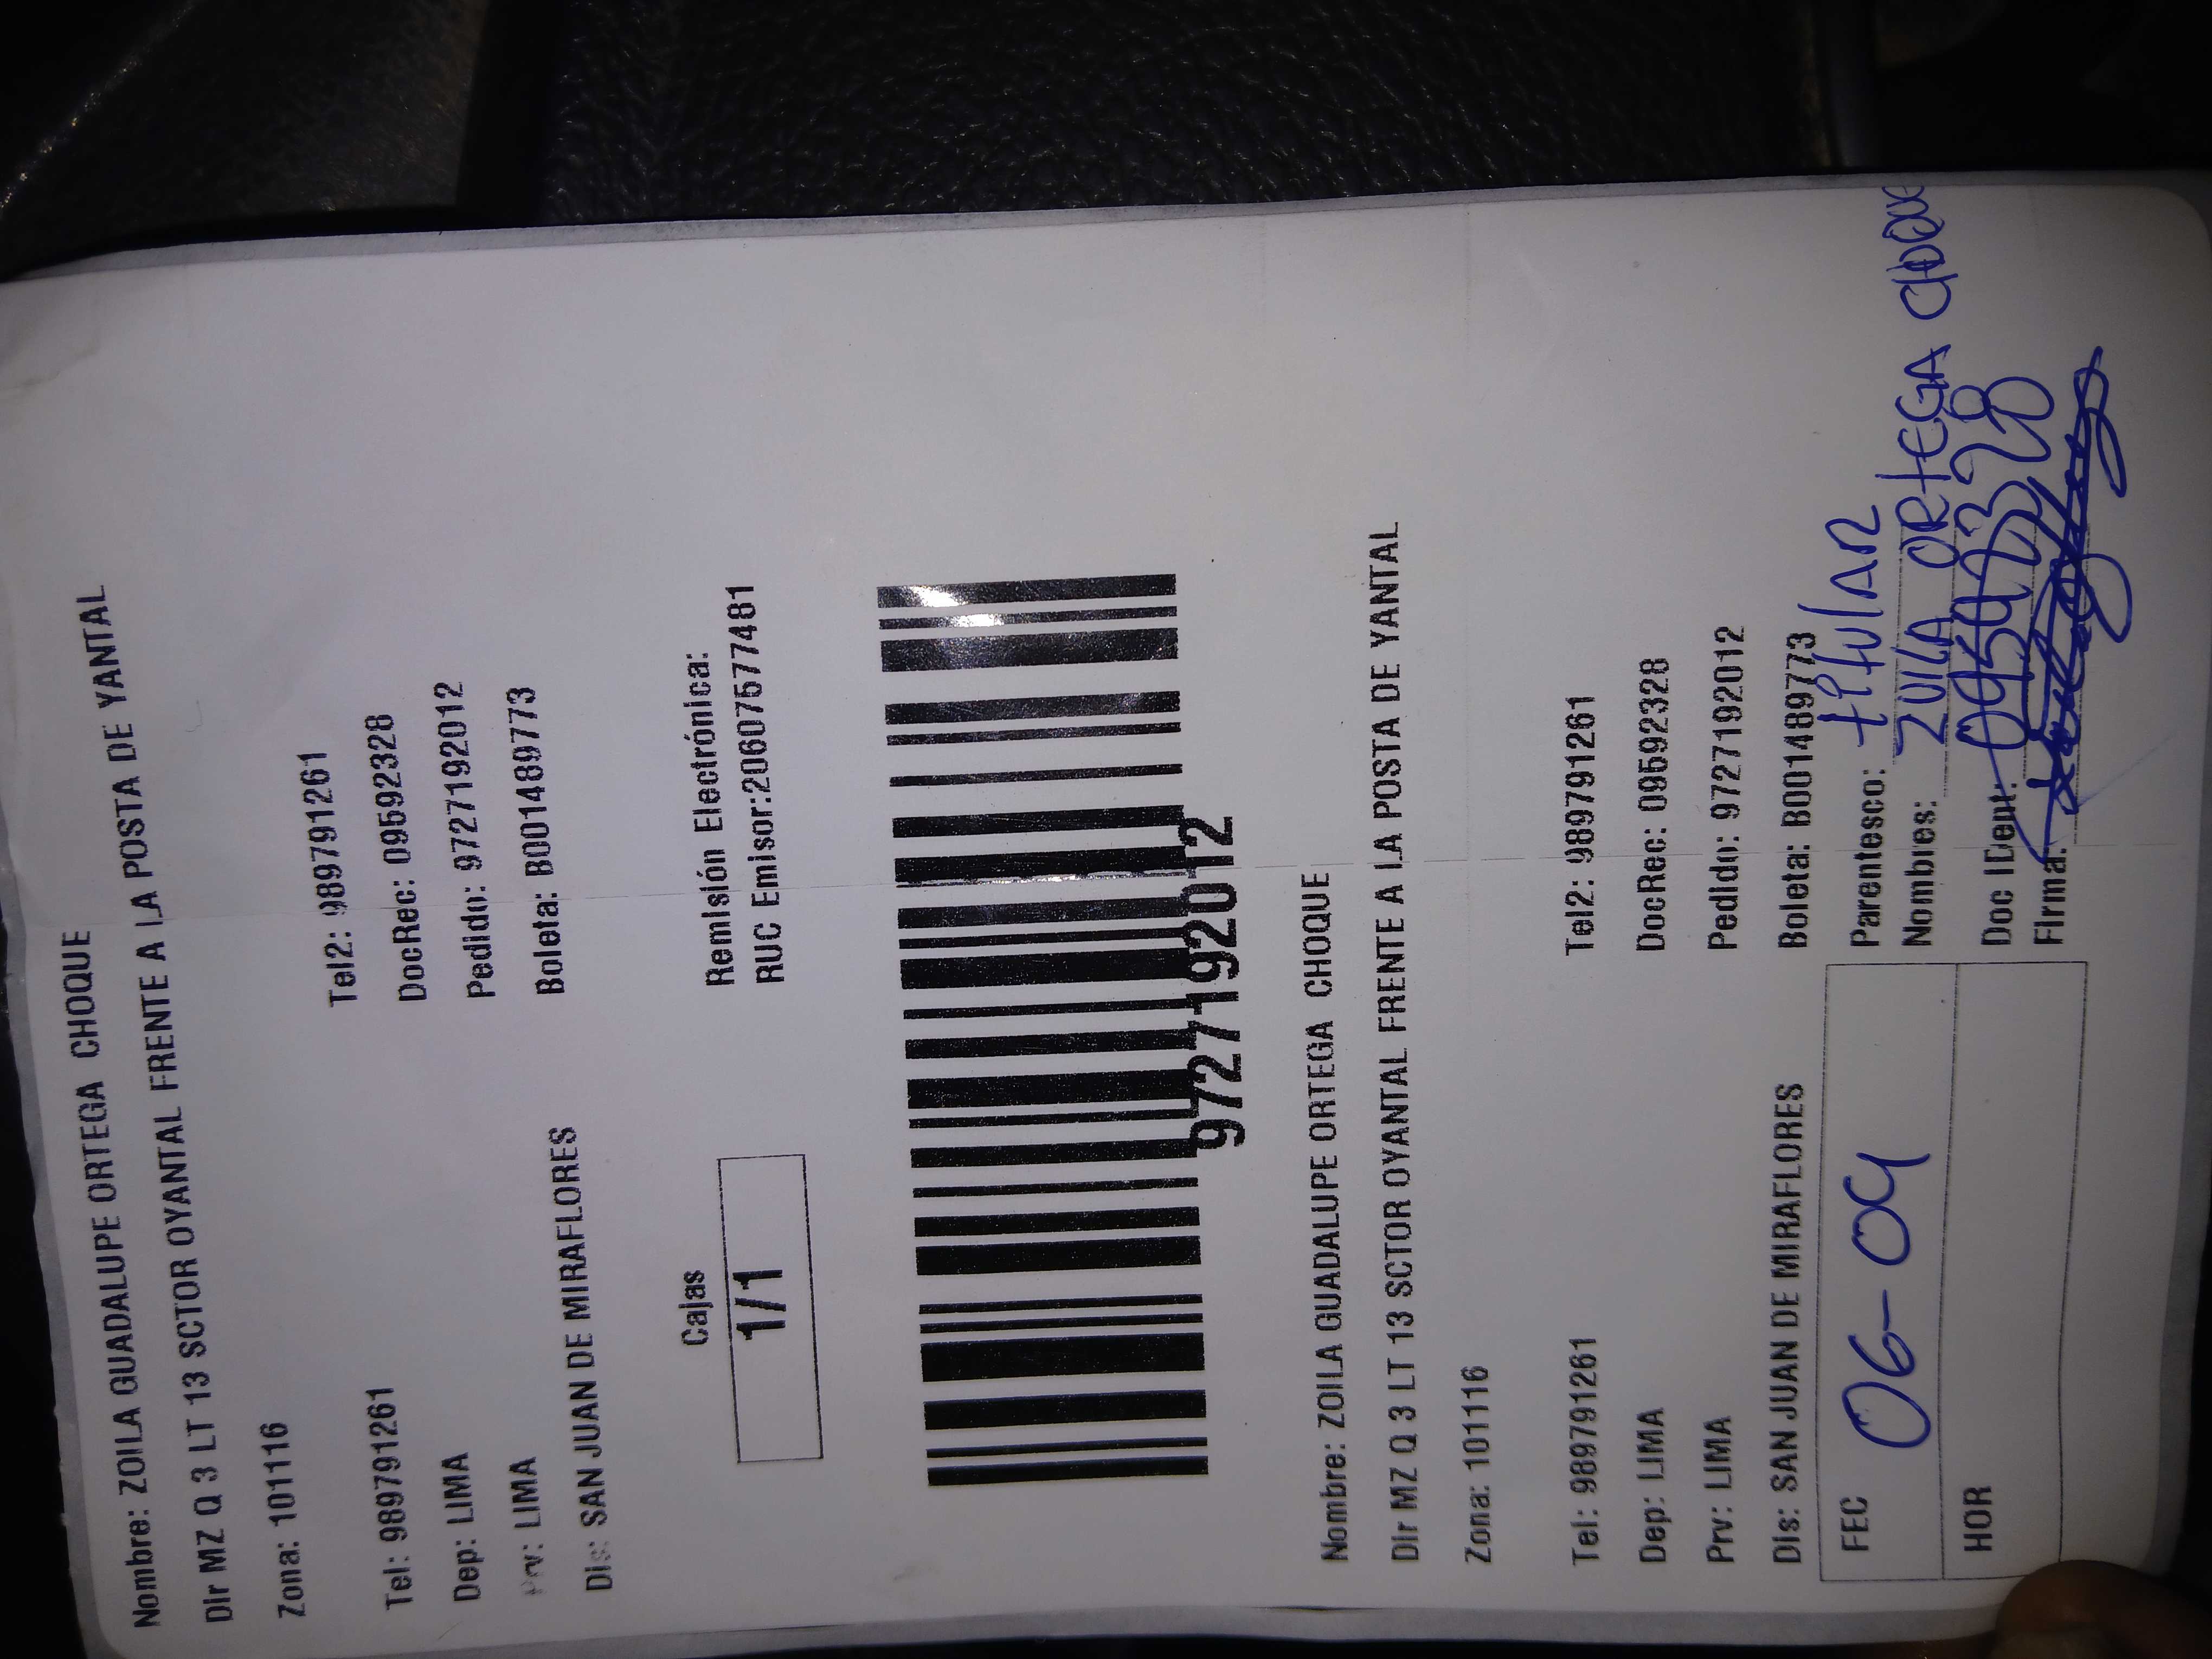 Nombre: ZOILA GUADALUPE ORTEGA CHOQUE
Dir MZ Q 3 LT 13 SCTOR OYANTAL FRENTE A LA POSTA DE YANTAL
Zona: 101116
Tel: 989791261 Tel2: 989791261
Dep: LIMA DocRec: 09592328
Prv: LIMA Pedido: 9727192012
Dis: SAN JUAN DE MIRAFLORES Boleta: B001489773
Cajas Remisión Electrónica:
1/1 RUC Emisor:20607577481
9727192012
Nombre: ZOILA GUADALUPE ORTEGA CHOQUE
Dir MZ Q 3 LT 13 SCTOR OYANTAL FRENTE A LA POSTA DE YANTAL
Zona: 101116
Tel: 989791261 Tel2: 989791261
Dep: LIMA DocRec: 09592328
Prv: LIMA Pedido: 9727192012
Dis: SAN JUAN DE MIRAFLORES Boleta: B001489773
FEC 06-04 Parentesco: titular
Nombres: ZOILA ORTEGA CHOQUE
HOR Doc IDent:
Firma: